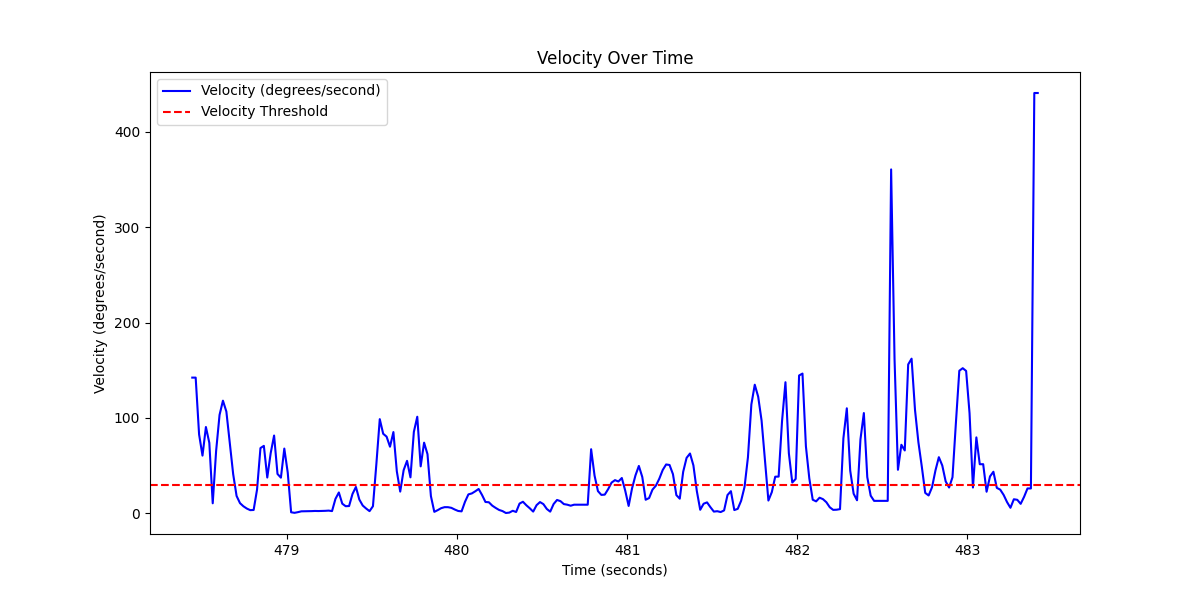 Velocity Over Time
Velocity (degrees/second)
Velocity Threshold
Velocity (degrees/second)
400
300
200
100
0
479
480
481
482
483
Time (seconds)